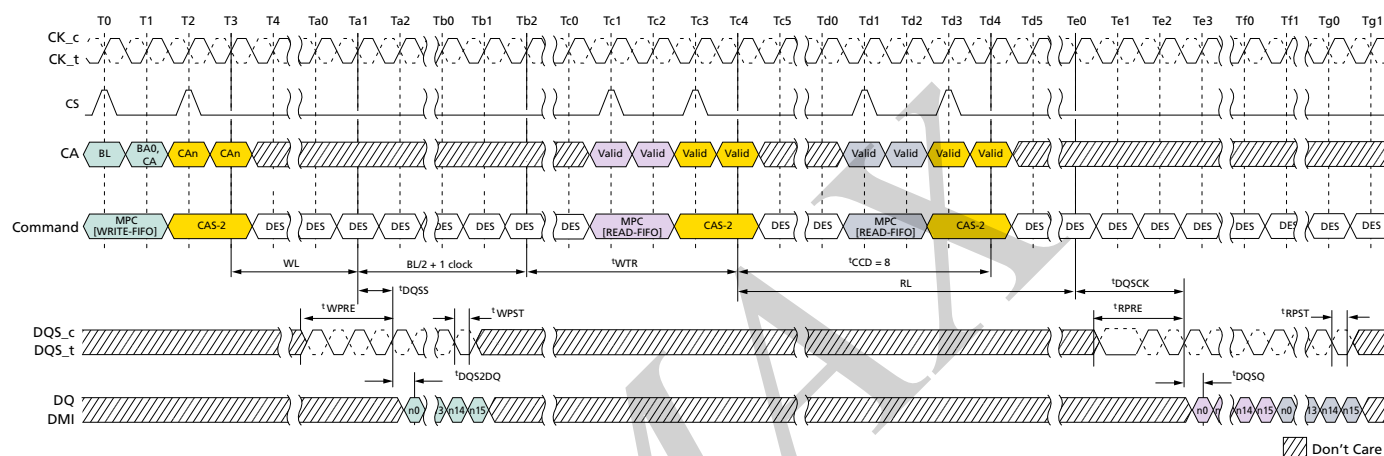 T0 T1 T2 T3 T4 Ta0 Ta1 Ta2 Tb0 Tb1 Tb2 Tc0 Tc1 Tc2 Tc3 Tc4 Tc5 Td0 Td1 Td2 Td3 Td4 Td5 Te0 Te1 Te2 Te3 Tf0 Tf1 Tg0 Tg1
CK_c
CK_t
CS
CA BL BA0, CA CAn CAn Valid Valid Valid Valid Valid Valid Valid Valid
Command MPC [WRITE-FIFO] CAS-2 DES DES DES DES DES DES DES DES MPC [READ-FIFO] CAS-2 DES DES MPC [READ-FIFO] CAS-2 DES DES DES DES DES DES DES DES DES
WL BL/2 + 1 clock tWTR tCCD = 8
RL tDQSCK
tDQSS
tWPRE tWPST tRPRE tRPST
DQS_c
DQS_t
tDQS2DQ tDQSQ
DQ
DMI
n0 3 n14 n15 n0 n n14 n15 n0 13 n14 n15
Don't Care